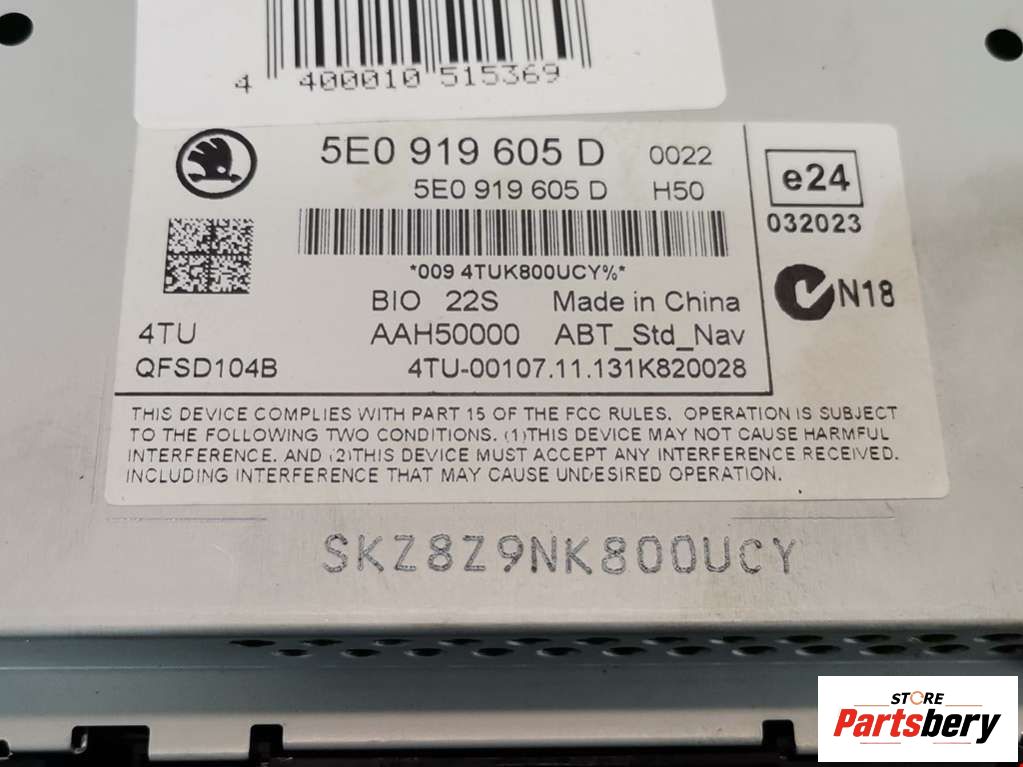 4 400010 515369
5E0 919 605 D 0022
5E0 919 605 D H50
e24
032023
*009 4TUK800UCY%*
N18
BIO 22S Made in China
4TU AAH50000 ABT_Std_Nav
QFSD104B 4TU-00107.11.131K820028
THIS DEVICE COMPLIES WITH PART 15 OF THE FCC RULES. OPERATION IS SUBJECT
TO THE FOLLOWING TWO CONDITIONS. (1)THIS DEVICE MAY NOT CAUSE HARMFUL
INTERFERENCE. AND (2)THIS DEVICE MUST ACCEPT ANY INTERFERENCE RECEIVED.
INCLUDING INTERFERENCE THAT MAY CAUSE UNDESIRED OPERATION.
SKZ8Z9NK800UCY
STORE
Partsbery